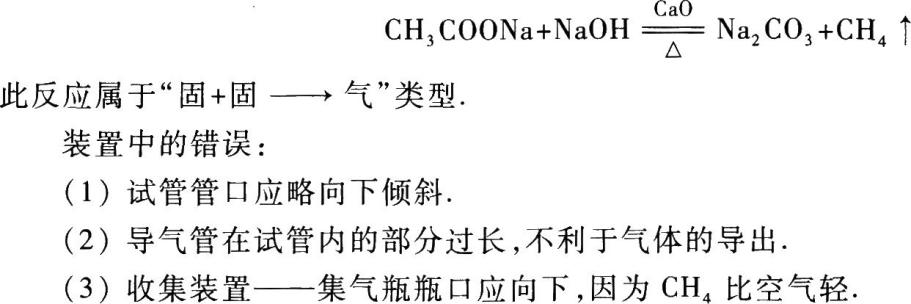 CH₃COONa+NaOH \xlongequal[△]{CaO} Na₂CO₃+CH₄↑
此反应属于“固+固 ⟶ 气”类型.
装置中的错误:
(1) 试管管口应略向下倾斜.
(2) 导气管在试管内的部分过长,不利于气体的导出.
(3) 收集装置——集气瓶瓶口应向下,因为 CH₄ 比空气轻.